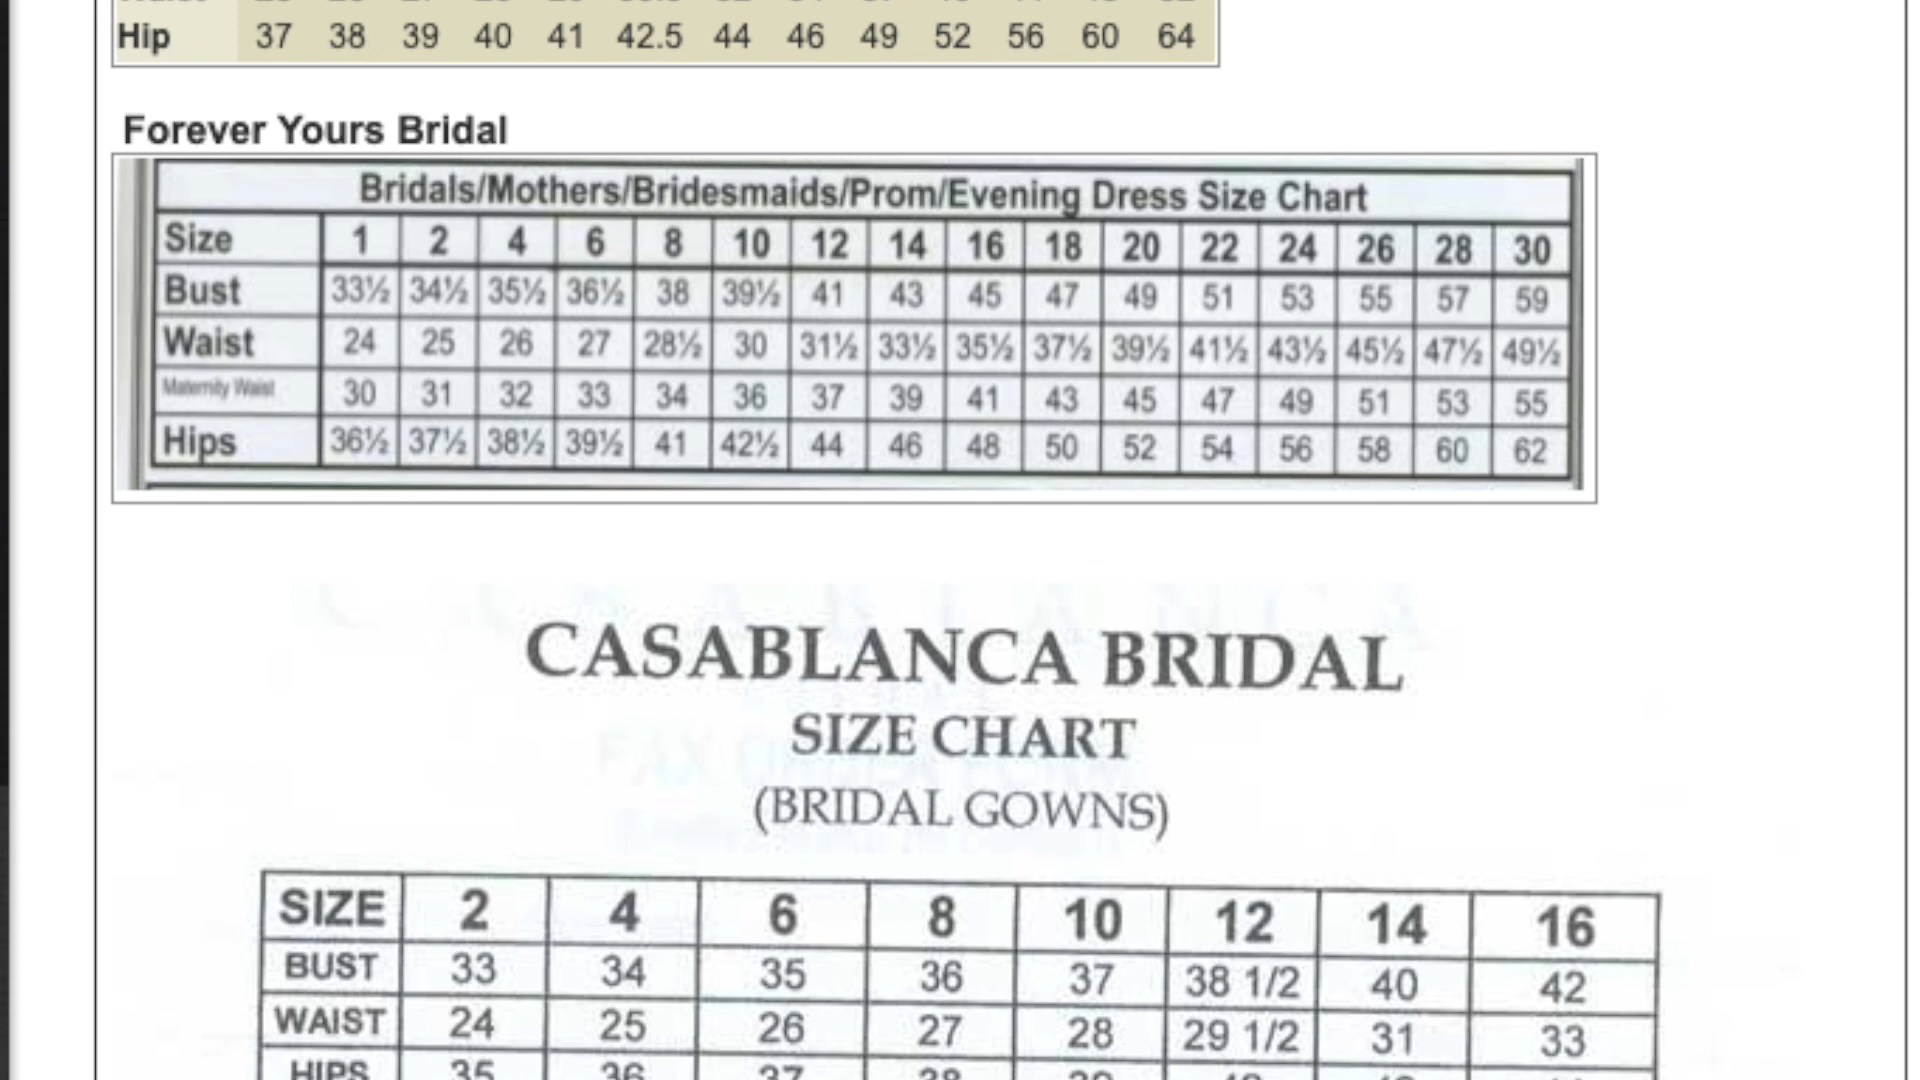 Hip 37 38 39 40 41 42.5 44 46 49 52 56 60 64
Forever Yours Bridal
Bridals/Mothers/Bridesmaids/Prom/Evening Dress Size Chart
Size 1 2 4 6 8 10 12 14 16 18 20 22 24 26 28 30
Bust 33½ 34½ 35½ 36½ 38 39½ 41 43 45 47 49 51 53 55 57 59
Waist 24 25 26 27 28½ 30 31½ 33½ 35½ 37½ 39½ 41½ 43½ 45½ 47½ 49½
Maternity Waist 30 31 32 33 34 36 37 39 41 43 45 47 49 51 53 55
Hips 36½ 37½ 38½ 39½ 41 42½ 44 46 48 50 52 54 56 58 60 62
CASABLANCA BRIDAL
SIZE CHART
(BRIDAL GOWNS)
SIZE 2 4 6 8 10 12 14 16
BUST 33 34 35 36 37 38 1/2 40 42
WAIST 24 25 26 27 28 29 1/2 31 33
HIPS 35 36 37 38 39